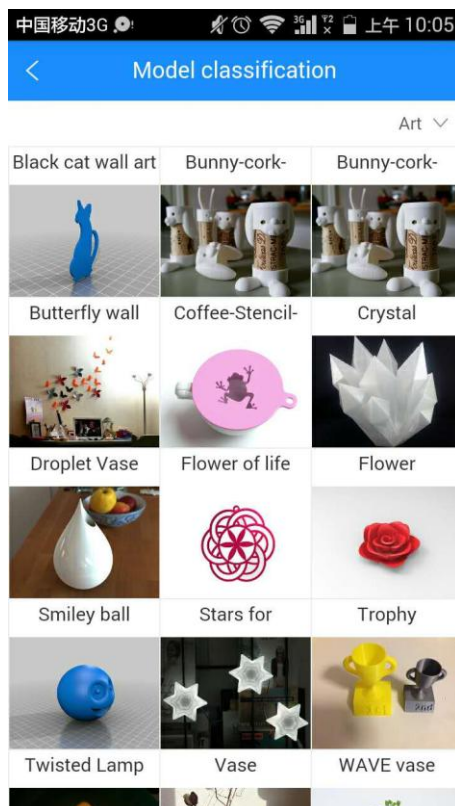 中国移动3G 3G 上午 10:05
Model classification
Art
Black cat wall art Bunny-cork- Bunny-cork-
Butterfly wall Coffee-Stencil- Crystal
Droplet Vase Flower of life Flower
Smiley ball Stars for Trophy
Twisted Lamp Vase WAVE vase